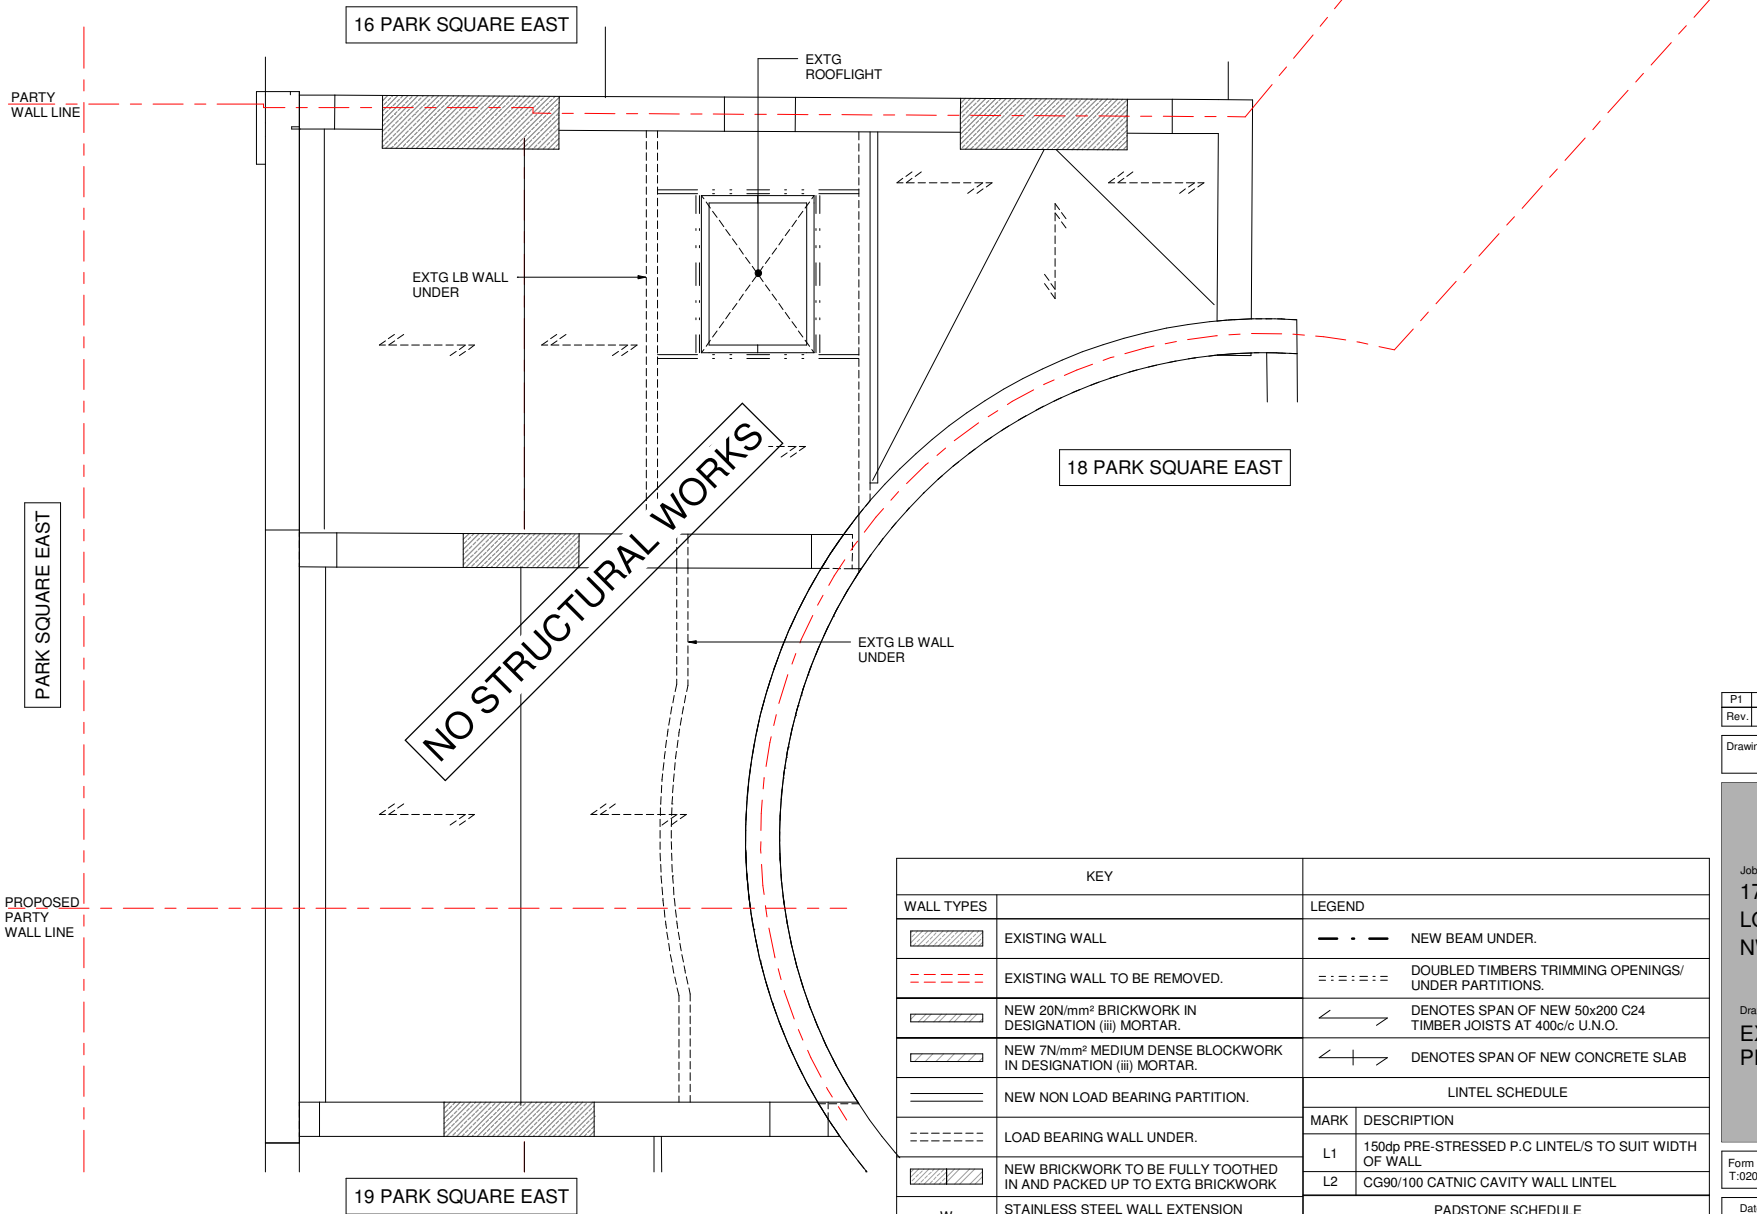 16 PARK SQUARE EAST
EXTG
ROOFLIGHT
PARTY
WALL LINE
EXTG LB WALL
UNDER
NO STRUCTURAL WORKS
18 PARK SQUARE EAST
PARK SQUARE EAST
EXTG LB WALL
UNDER
PROPOSED
PARTY
WALL LINE
19 PARK SQUARE EAST
KEY
WALL TYPES
LEGEND
EXISTING WALL
NEW BEAM UNDER.
EXISTING WALL TO BE REMOVED.
DOUBLED TIMBERS TRIMMING OPENINGS/
UNDER PARTITIONS.
NEW 20N/mm² BRICKWORK IN
DESIGNATION (iii) MORTAR.
DENOTES SPAN OF NEW 50x200 C24
TIMBER JOISTS AT 400c/c U.N.O.
NEW 7N/mm² MEDIUM DENSE BLOCKWORK
IN DESIGNATION (iii) MORTAR.
DENOTES SPAN OF NEW CONCRETE SLAB
NEW NON LOAD BEARING PARTITION.
LINTEL SCHEDULE
LOAD BEARING WALL UNDER.
MARK DESCRIPTION
L1 150dp PRE-STRESSED P.C LINTEL/S TO SUIT WIDTH
OF WALL
NEW BRICKWORK TO BE FULLY TOOTHED
IN AND PACKED UP TO EXTG BRICKWORK
L2 CG90/100 CATNIC CAVITY WALL LINTEL
STAINLESS STEEL WALL EXTENSION
PADSTONE SCHEDULE
P1
Rev.
Job
17
Form
T:020